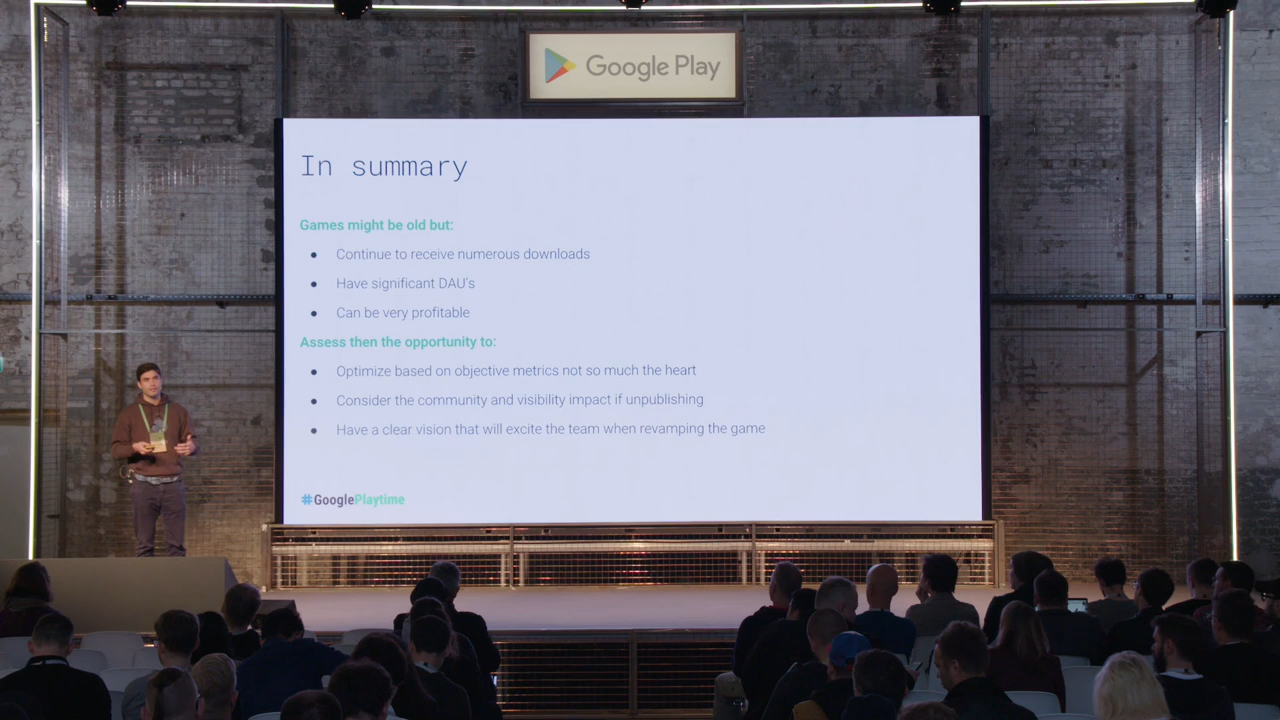 Google Play
In summary
Games might be old but:
● Continue to receive numerous downloads
● Have significant DAU's
● Can be very profitable
Assess then the opportunity to:
● Optimize based on objective metrics not so much the heart
● Consider the community and visibility impact if unpublishing
● Have a clear vision that will excite the team when revamping the game
#GooglePlaytime